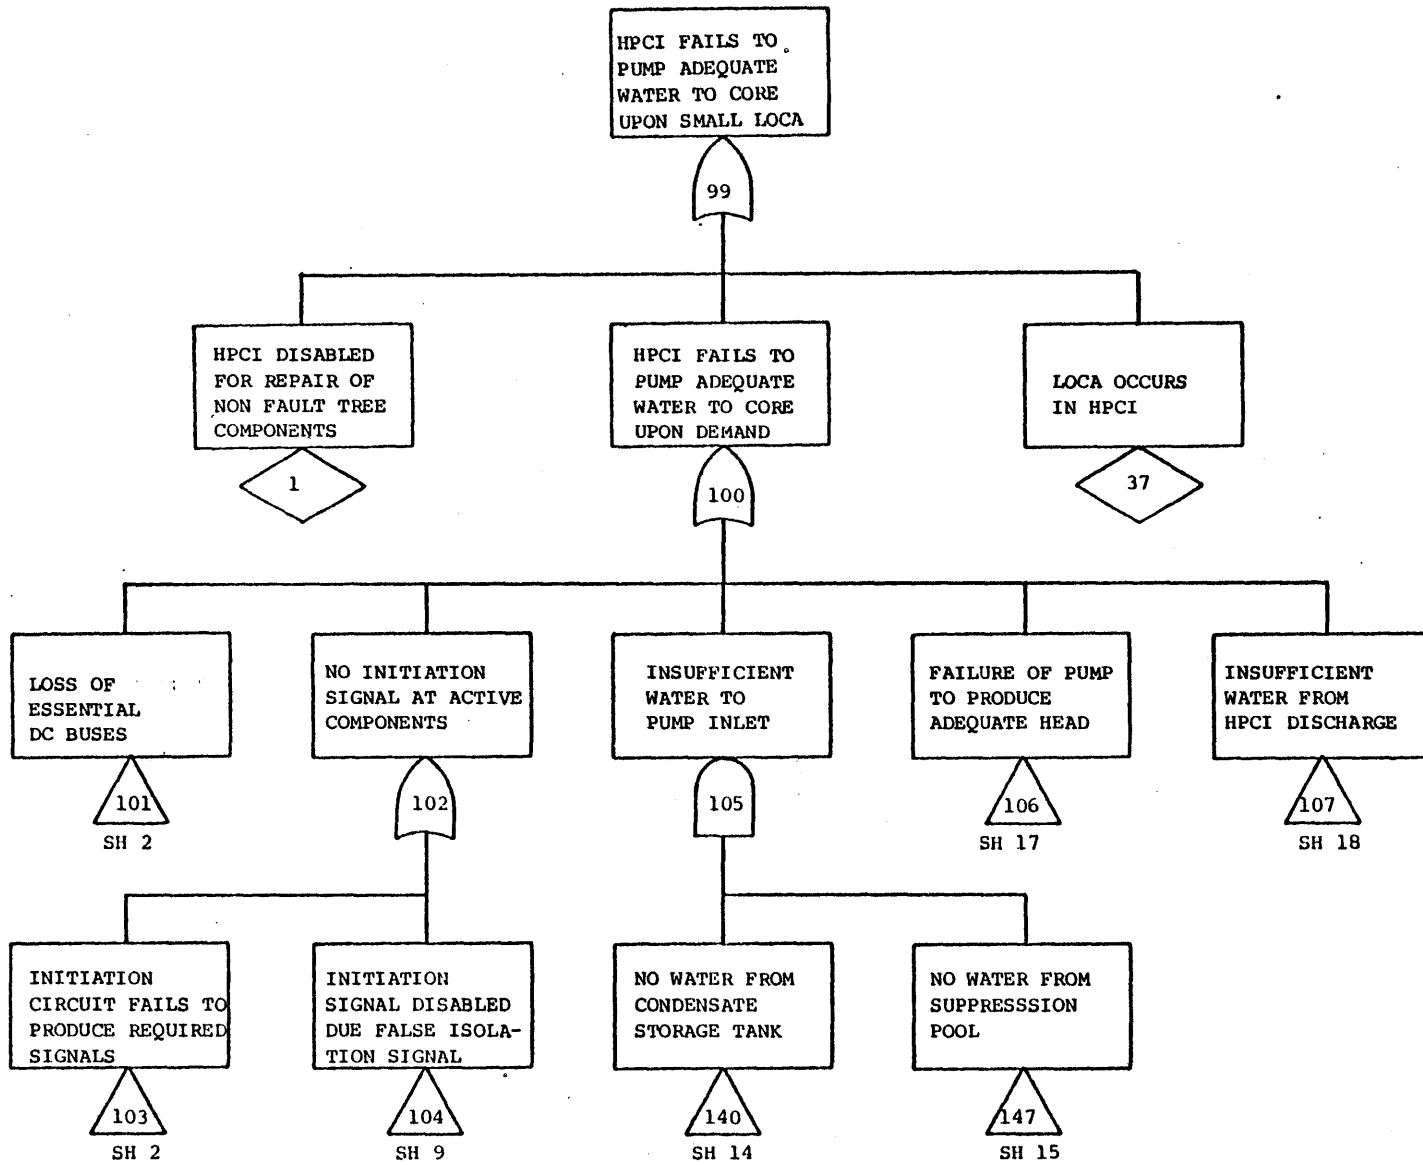 HPCI FAILS TO
PUMP ADEQUATE
WATER TO CORE
UPON SMALL LOCA
99
HPCI DISABLED
FOR REPAIR OF
NON FAULT TREE
COMPONENTS
1
HPCI FAILS TO
PUMP ADEQUATE
WATER TO CORE
UPON DEMAND
100
LOCA OCCURS
IN HPCI
37
LOSS OF
ESSENTIAL
DC BUSES
101
SH 2
NO INITIATION
SIGNAL AT ACTIVE
COMPONENTS
102
INSUFFICIENT
WATER TO
PUMP INLET
105
FAILURE OF PUMP
TO PRODUCE
ADEQUATE HEAD
106
SH 17
INSUFFICIENT
WATER FROM
HPCI DISCHARGE
107
SH 18
INITIATION
CIRCUIT FAILS TO
PRODUCE REQUIRED
SIGNALS
103
SH 2
INITIATION
SIGNAL DISABLED
DUE FALSE ISOLA-
TION SIGNAL
104
SH 9
NO WATER FROM
CONDENSATE
STORAGE TANK
140
SH 14
NO WATER FROM
SUPPRESSSION
POOL
147
SH 15